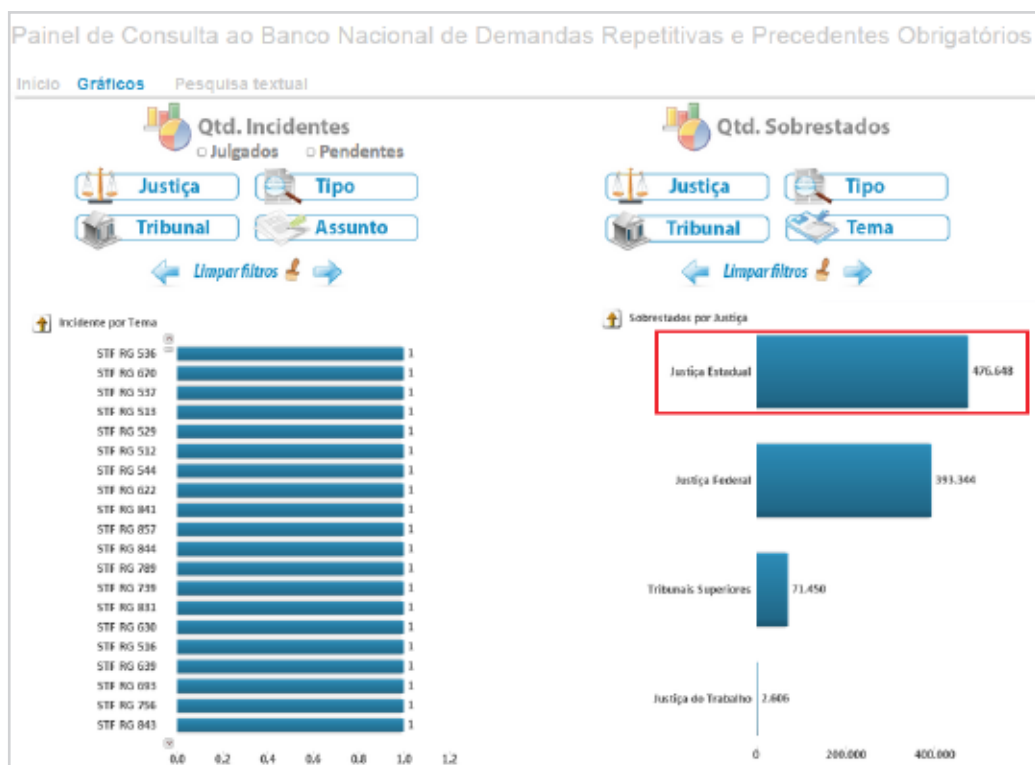 Painel de Consulta ao Banco Nacional de Demandas Repetitivas e Precedentes Obrigatórios
Início Gráficos Pesquisa textual
Qtd. Incidentes
Julgados Pendentes
Justiça Tipo
Tribunal Assunto
Limpar filtros
Incidente por Tema
STF RG 536 1
STF RG 670 1
STF RG 537 1
STF RG 513 1
STF RG 529 1
STF RG 512 1
STF RG 544 1
STF RG 622 1
STF RG 841 1
STF RG 857 1
STF RG 844 1
STF RG 789 1
STF RG 739 1
STF RG 831 1
STF RG 630 1
STF RG 516 1
STF RG 639 1
STF RG 693 1
STF RG 756 1
STF RG 843 1
0.0 0.2 0.4 0.6 0.8 1.0 1.2
Qtd. Sobrestados
Justiça Tipo
Tribunal Tema
Limpar filtros
Sobrestados por Justiça
Justiça Estadual 476.648
Justiça Federal 393.344
Tribunais Superiores 71.450
Justiça do Trabalho 2.606
0 200.000 400.000